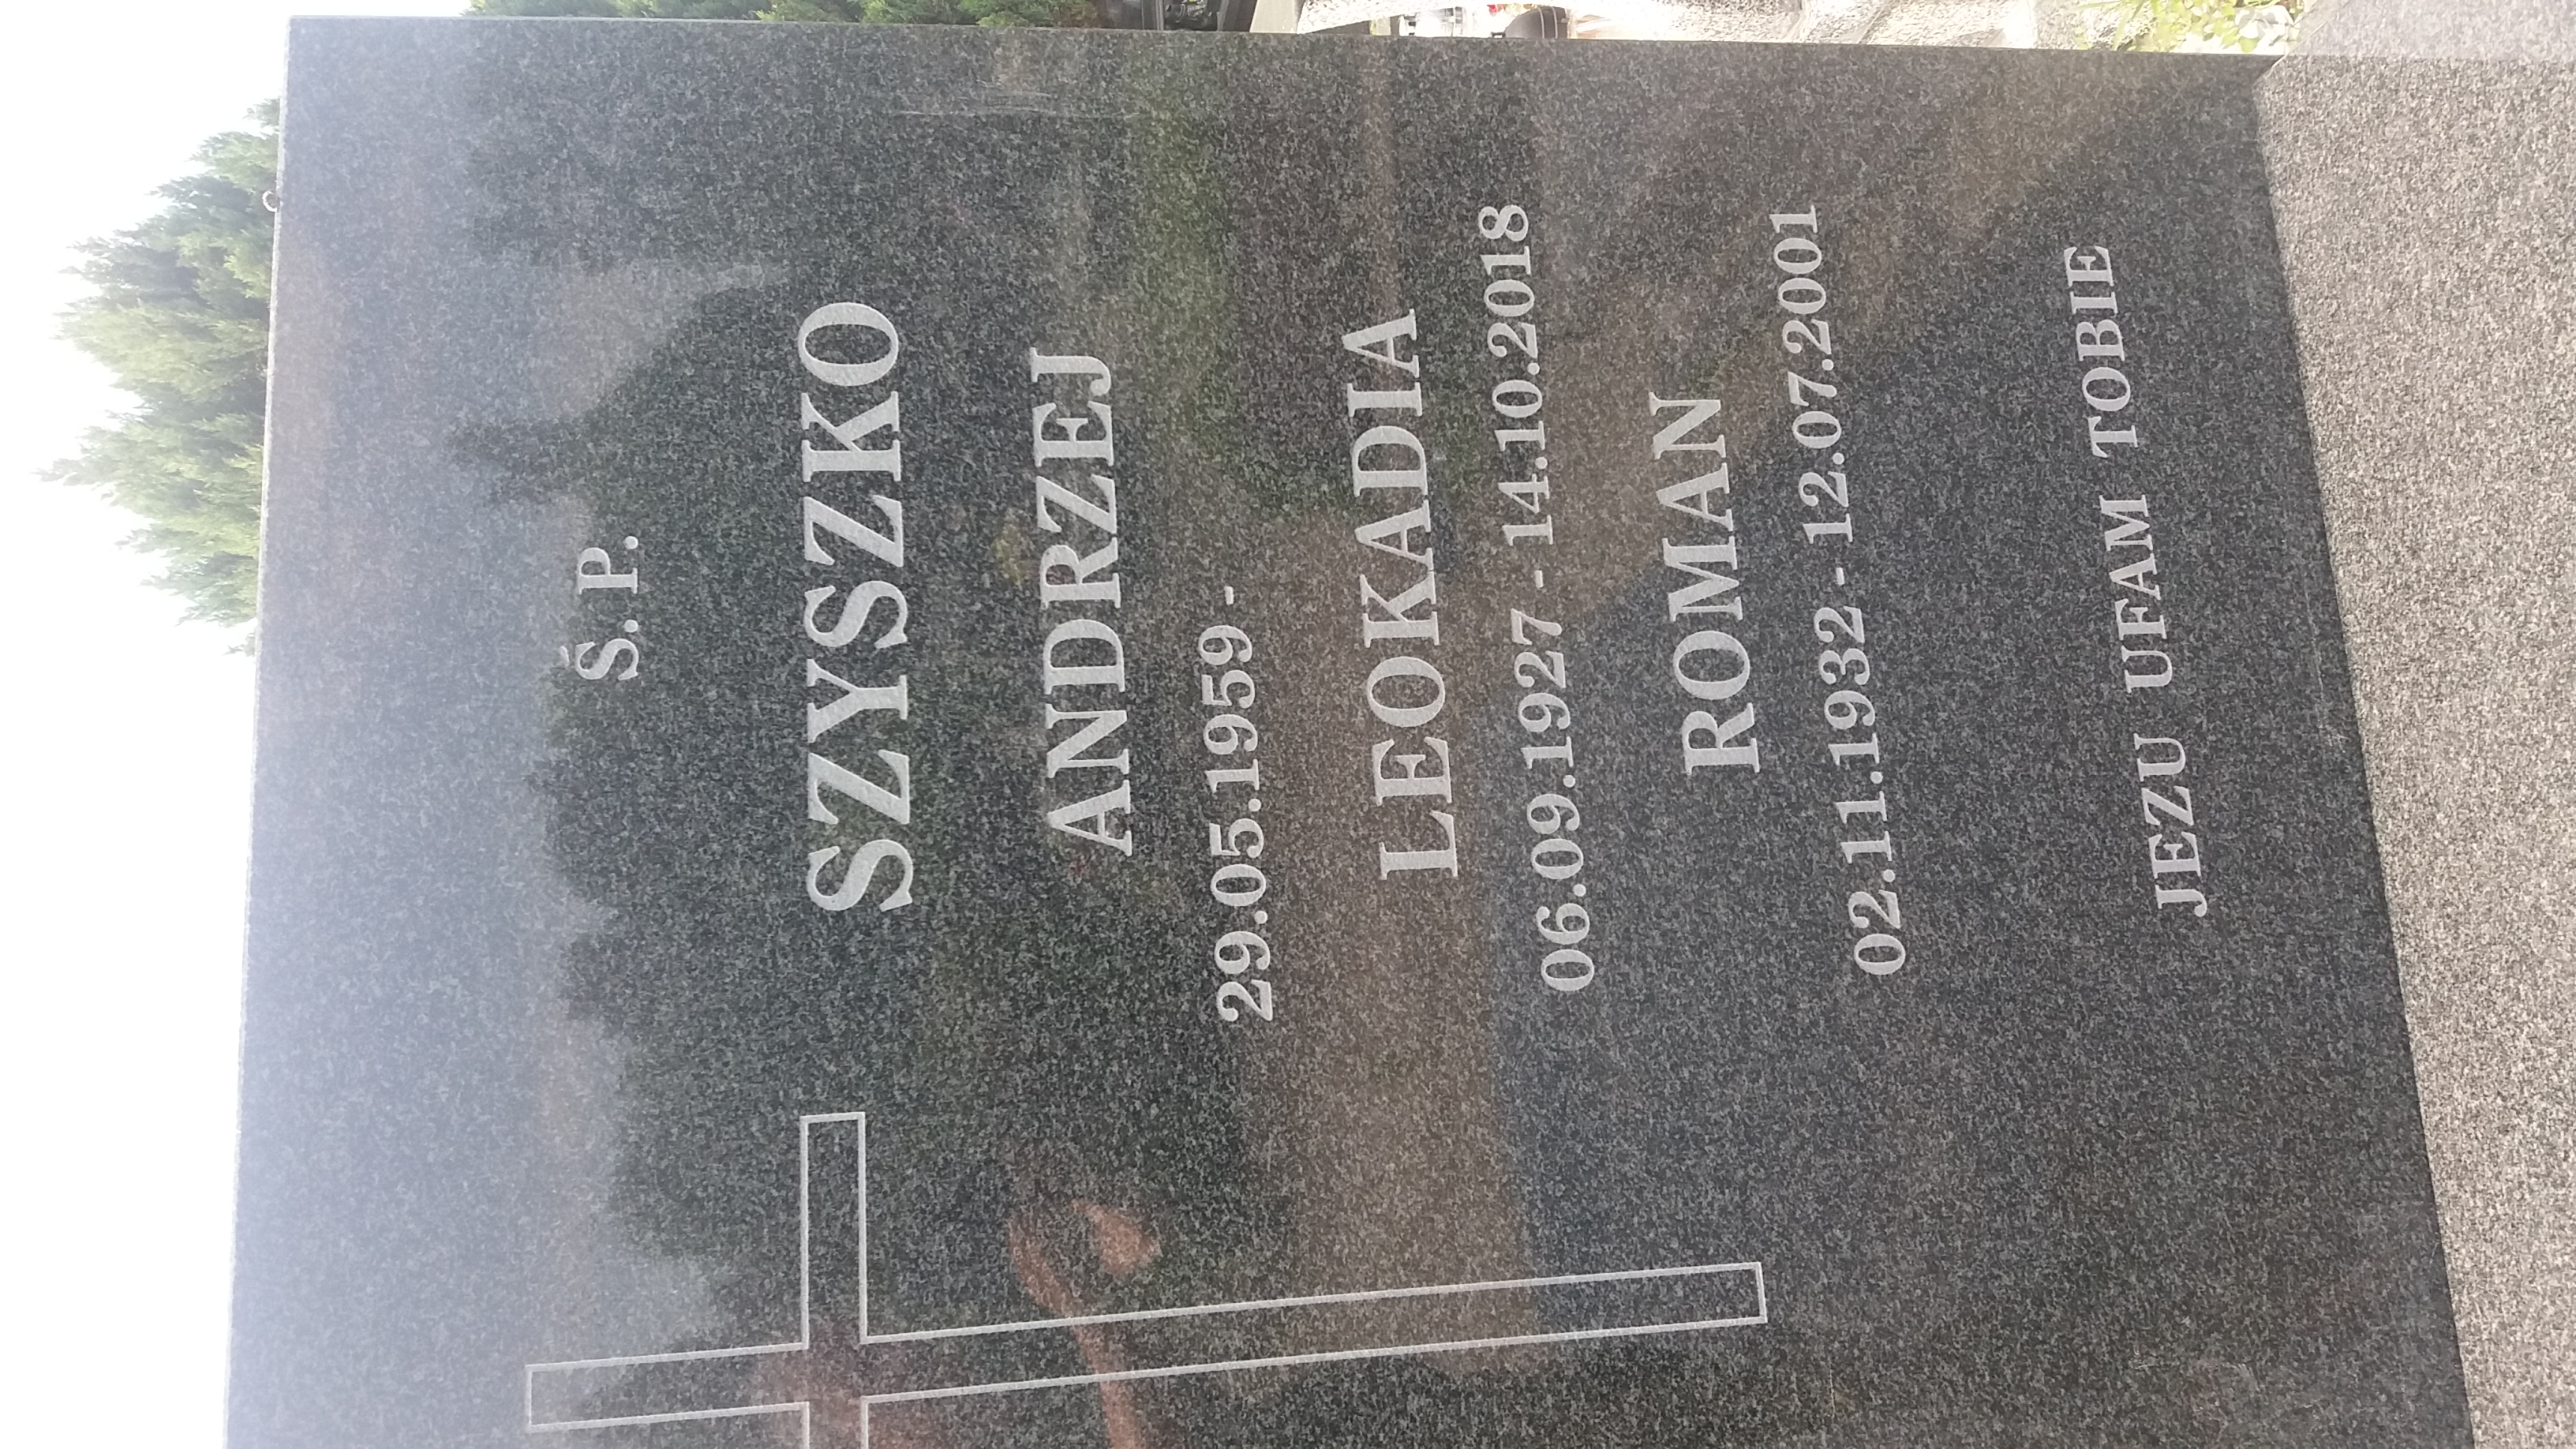 Ś. P.
SZYSZKO
ANDRZEJ
29.05.1959 -
LEOKADIA
06.09.1927 - 14.10.2018
ROMAN
02.11.1932 - 12.07.2001
JEZU UFAM TOBIE